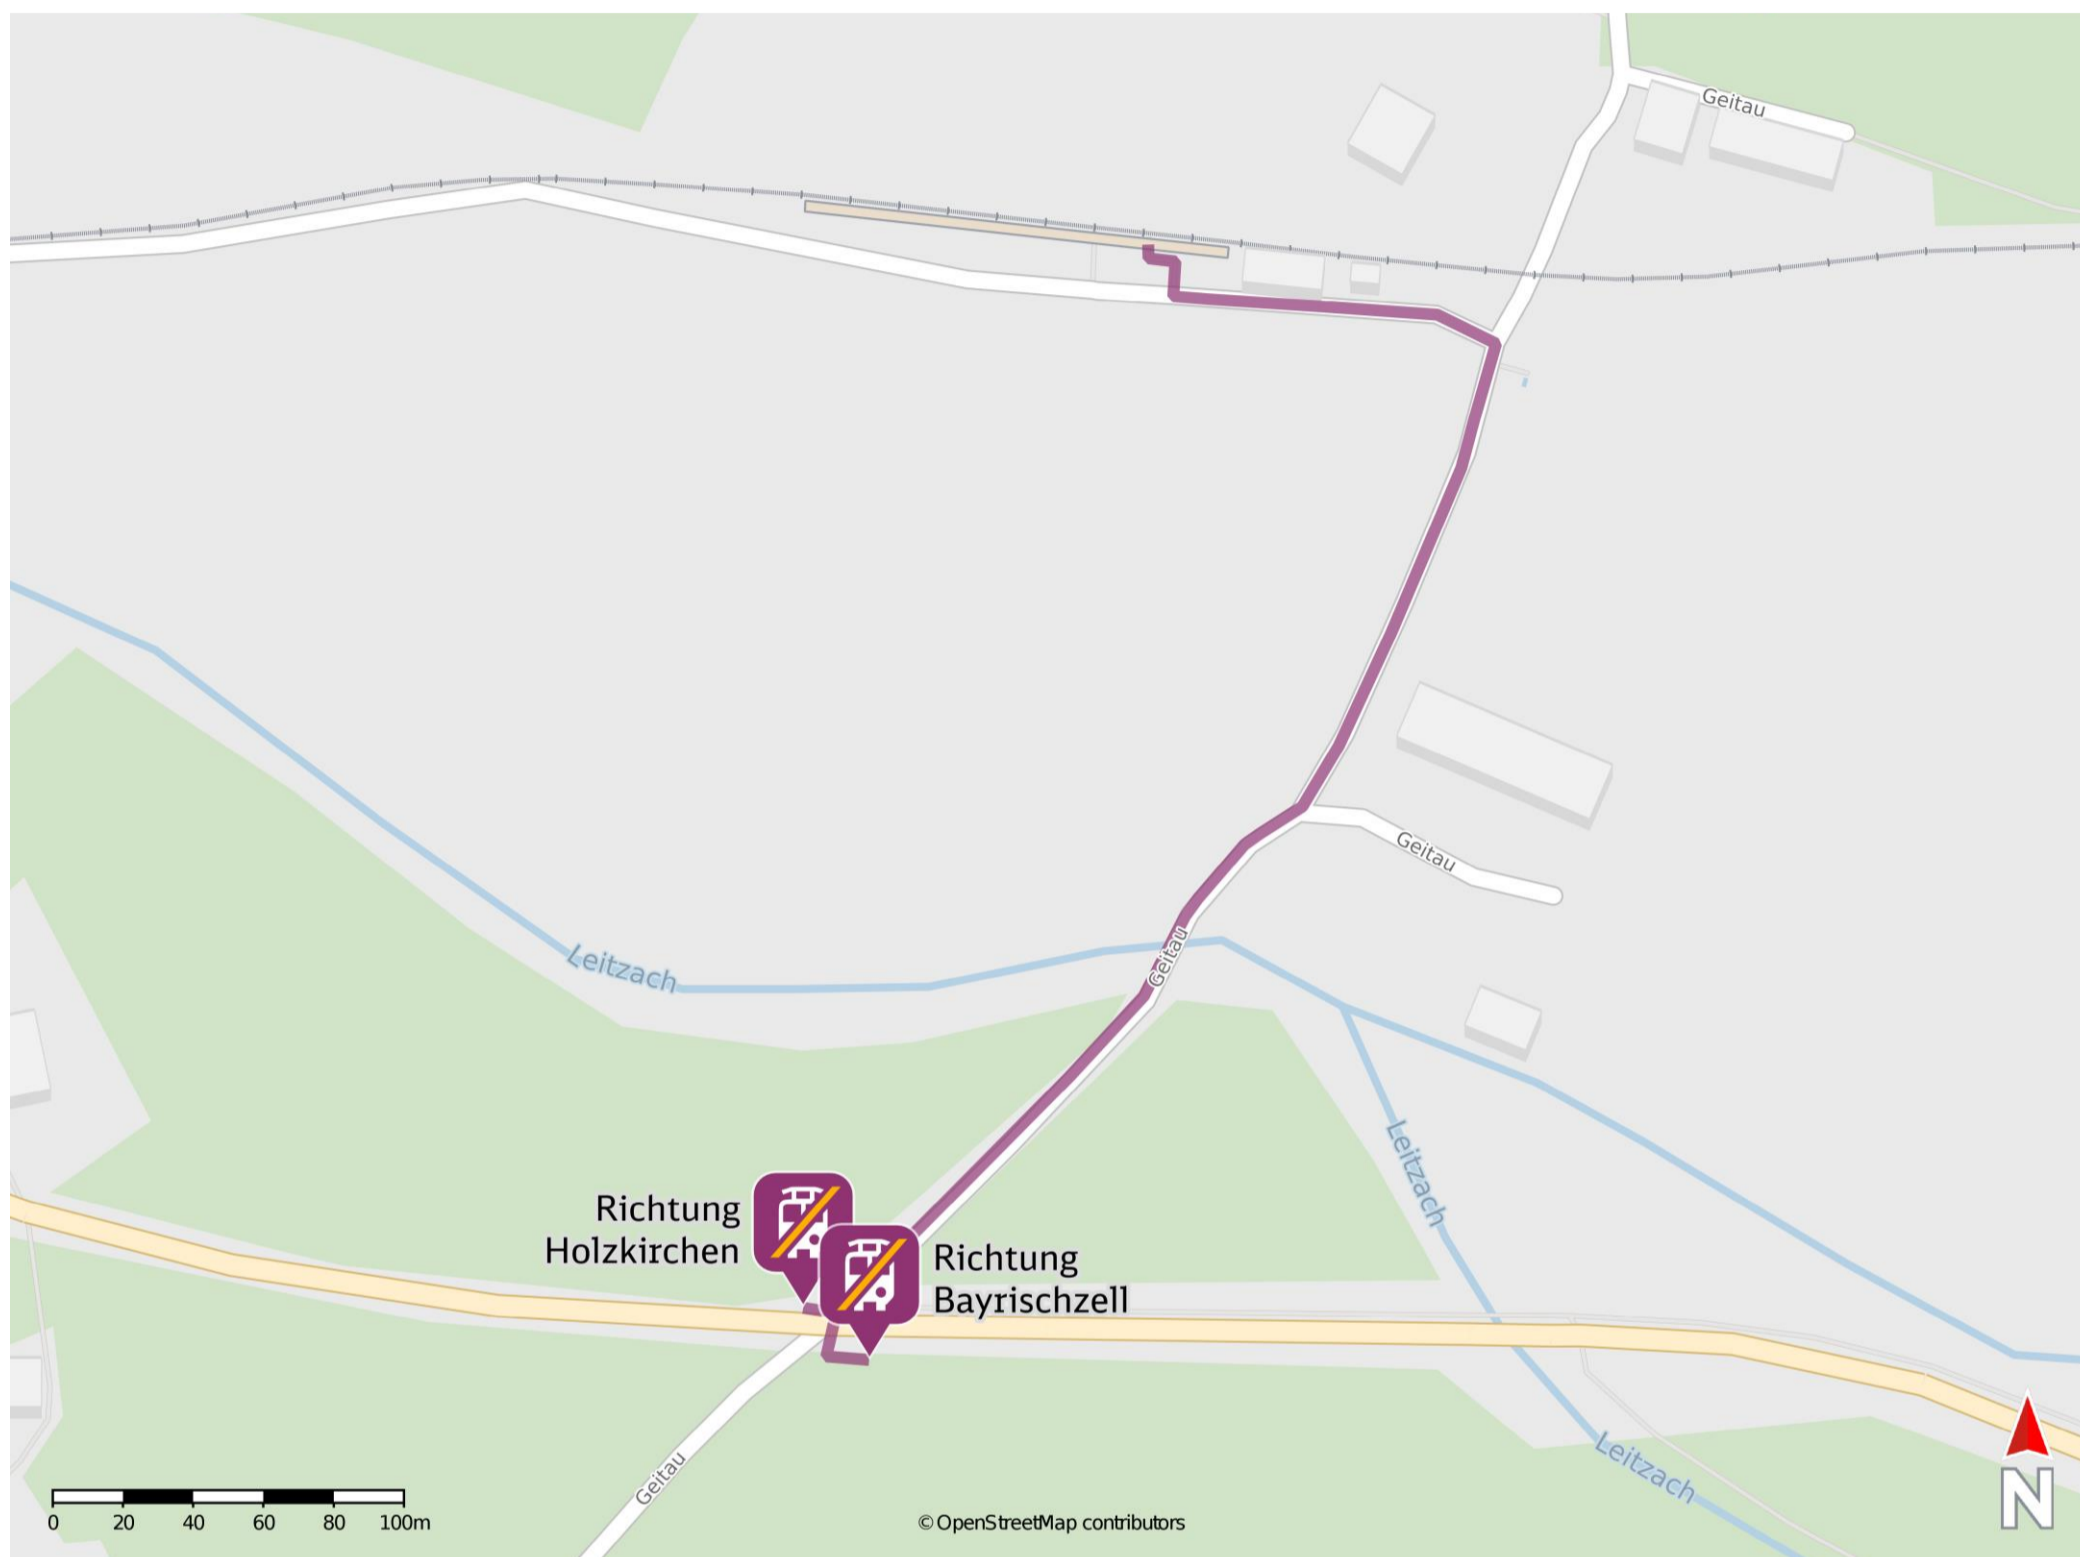 Geitau
Geitau
Geitau
Leitzach
Leitzach
Richtung
Holzkirchen
Richtung
Bayrischzell
Leitzach
Geitau
N
0 20 40 60 80 100m
© OpenStreetMap contributors